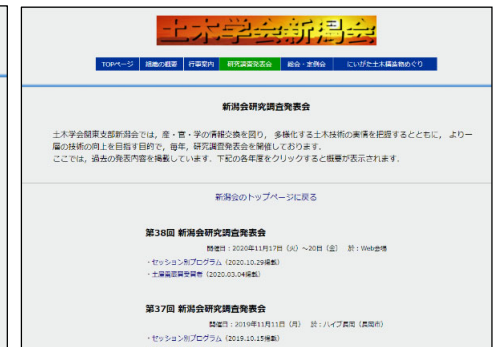 土木学会新潟会
TOPページ 組織の概要 行事案内 研究調査発表会 総会・定例会 にいがた土木構造物めぐり
新潟会研究調査発表会
土木学会関東支部新潟会では，産・官・学の情報交換を図り，多様化する土木技術の実情を把握するとともに，より一
層の技術の向上を目指す目的で，毎年，研究調査発表会を開催しております．
ここでは，過去の発表内容を掲載しています．下記の各年度をクリックすると概要が表示されます．
新潟会のトップページに戻る
第38回 新潟会研究調査発表会
開催日：2020年11月17日（火）～20日（金） 於：Web会場
・セッション別プログラム（2020.10.29掲載）
・土屋雷蔵賞受賞者（2020.03.04掲載）
第37回 新潟会研究調査発表会
開催日：2019年11月11日（月） 於：ハイブ長岡（長岡市）
・セッション別プログラム（2019.10.15掲載）